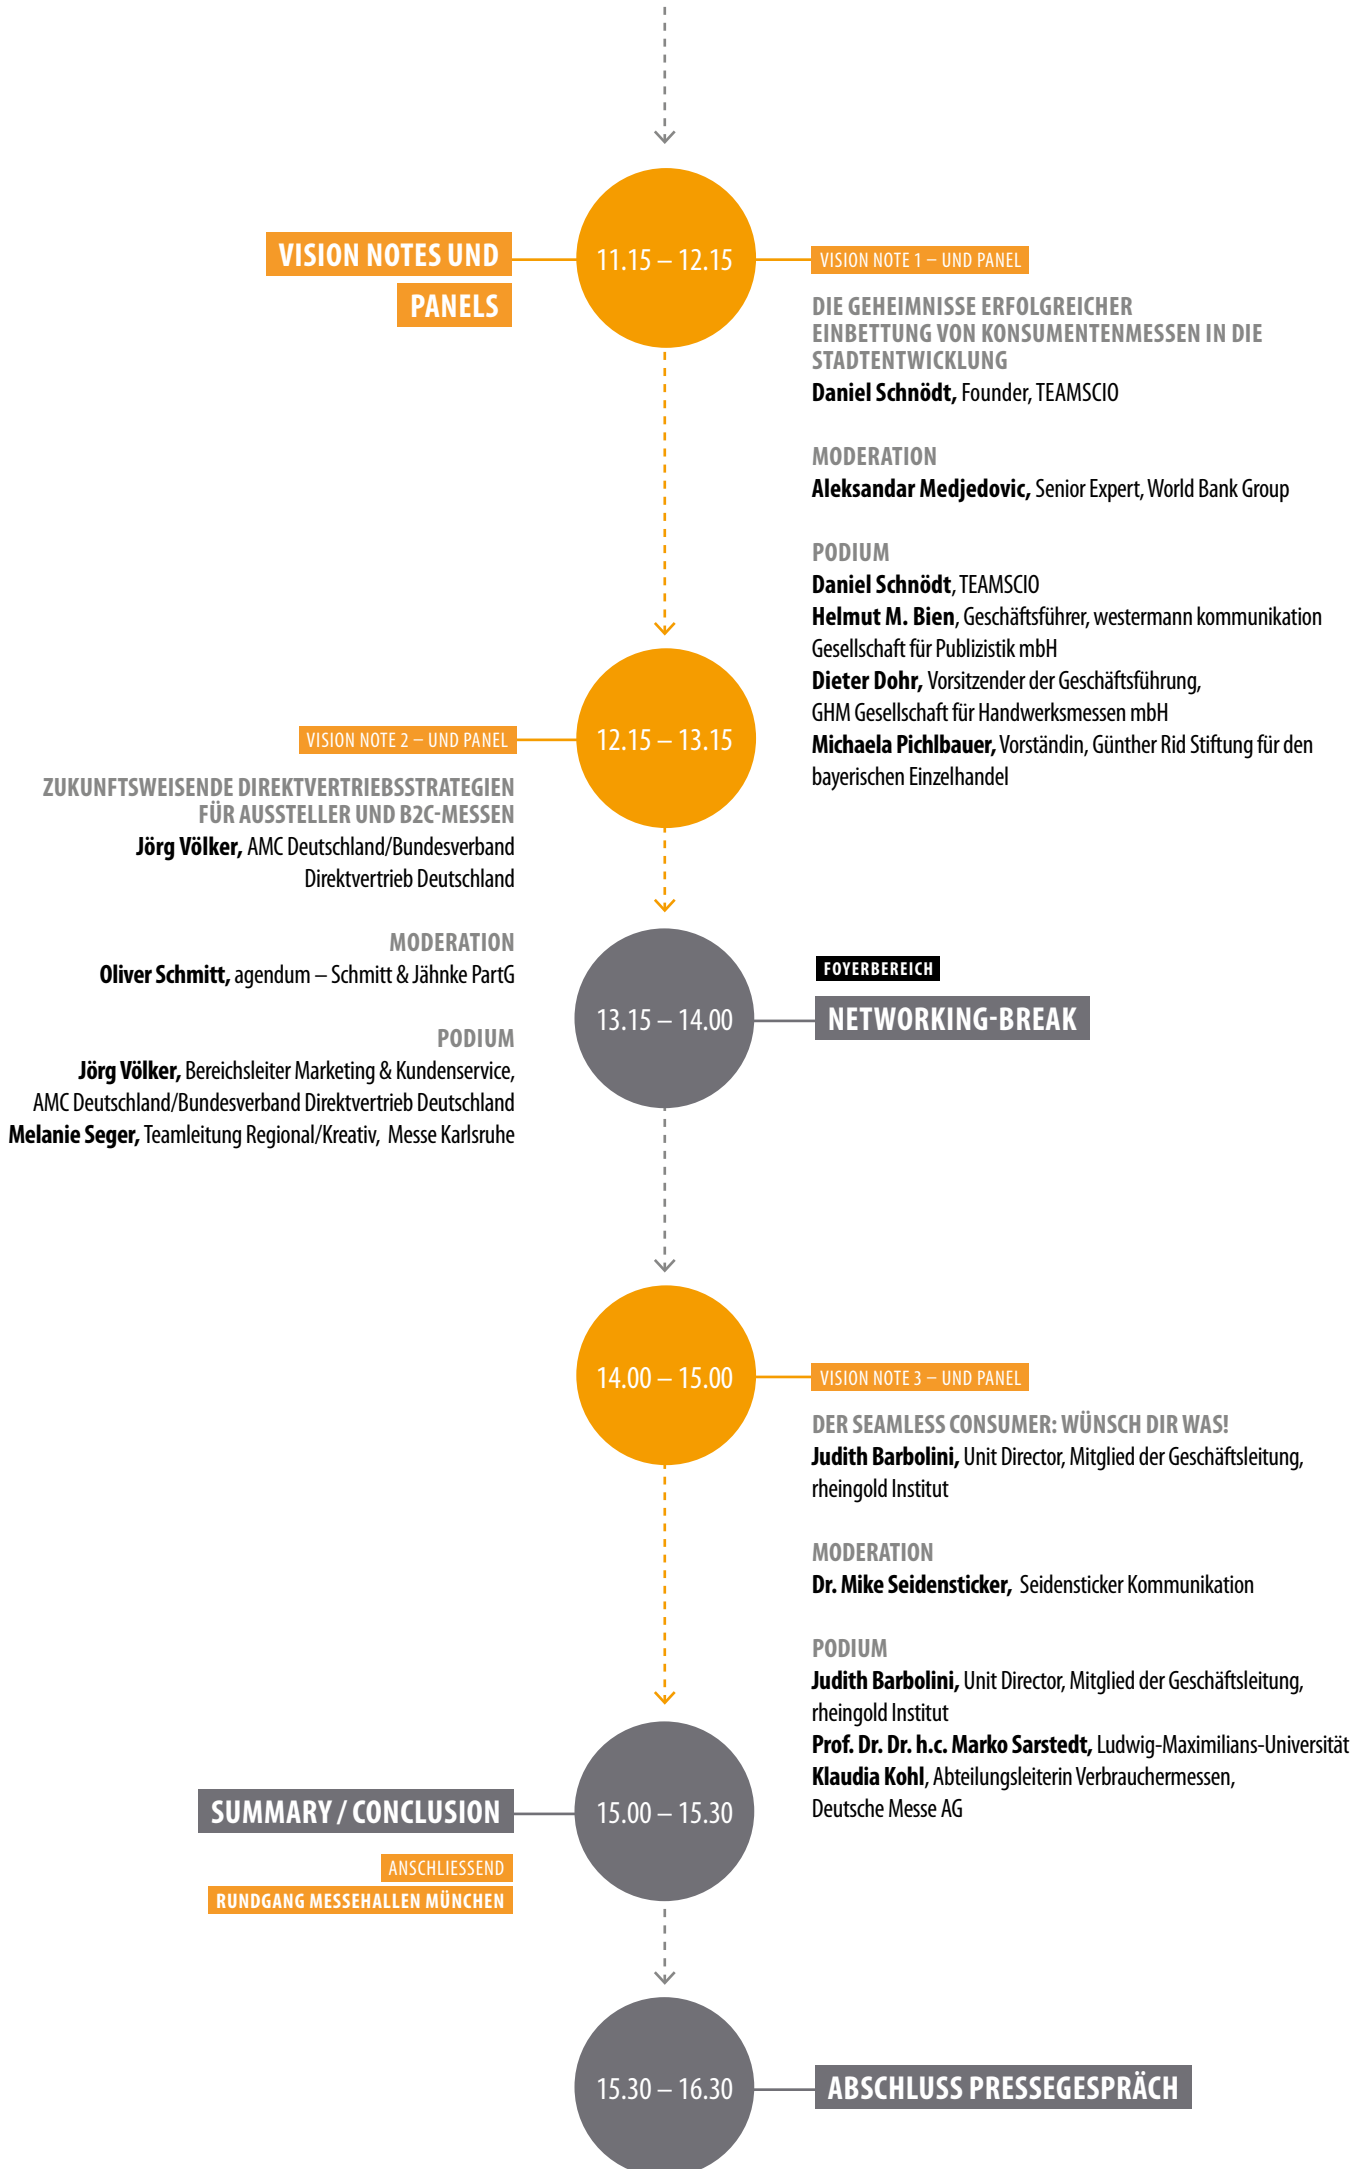 VISION NOTES UND
PANELS
11.15 – 12.15
VISION NOTE 1 – UND PANEL
DIE GEHEIMNISSE ERFOLGREICHER
EINBETTUNG VON KONSUMENTENMESSEN IN DIE
STADTENTWICKLUNG
Daniel Schnödt, Founder, TEAMSCIO
MODERATION
Aleksandar Medjedovic, Senior Expert, World Bank Group
PODIUM
Daniel Schnödt, TEAMSCIO
Helmut M. Bien, Geschäftsführer, westermann kommunikation
Gesellschaft für Publizistik mbH
Dieter Dohr, Vorsitzender der Geschäftsführung,
GHM Gesellschaft für Handwerksmessen mbH
Michaela Pichlbauer, Vorständin, Günther Rid Stiftung für den
bayerischen Einzelhandel
12.15 – 13.15
VISION NOTE 2 – UND PANEL
ZUKUNFTSWEISENDE DIREKTVERTRIEBSSTRATEGIEN
FÜR AUSSTELLER UND B2C-MESSEN
Jörg Völker, AMC Deutschland/Bundesverband
Direktvertrieb Deutschland
MODERATION
Oliver Schmitt, agendum – Schmitt & Jähnke PartG
PODIUM
Jörg Völker, Bereichsleiter Marketing & Kundenservice,
AMC Deutschland/Bundesverband Direktvertrieb Deutschland
Melanie Seger, Teamleitung Regional/Kreativ, Messe Karlsruhe
13.15 – 14.00
FOYERBEREICH
NETWORKING-BREAK
14.00 – 15.00
VISION NOTE 3 – UND PANEL
DER SEAMLESS CONSUMER: WÜNSCH DIR WAS!
Judith Barbolini, Unit Director, Mitglied der Geschäftsleitung,
rheingold Institut
MODERATION
Dr. Mike Seidensticker, Seidensticker Kommunikation
PODIUM
Judith Barbolini, Unit Director, Mitglied der Geschäftsleitung,
rheingold Institut
Prof. Dr. Dr. h.c. Marko Sarstedt, Ludwig-Maximilians-Universität
Klaudia Kohl, Abteilungsleiterin Verbrauchermessen,
Deutsche Messe AG
SUMMARY / CONCLUSION
15.00 – 15.30
ANSCHLIESSEND
RUNDGANG MESSEHALLEN MÜNCHEN
15.30 – 16.30
ABSCHLUSS PRESSEGESPRÄCH